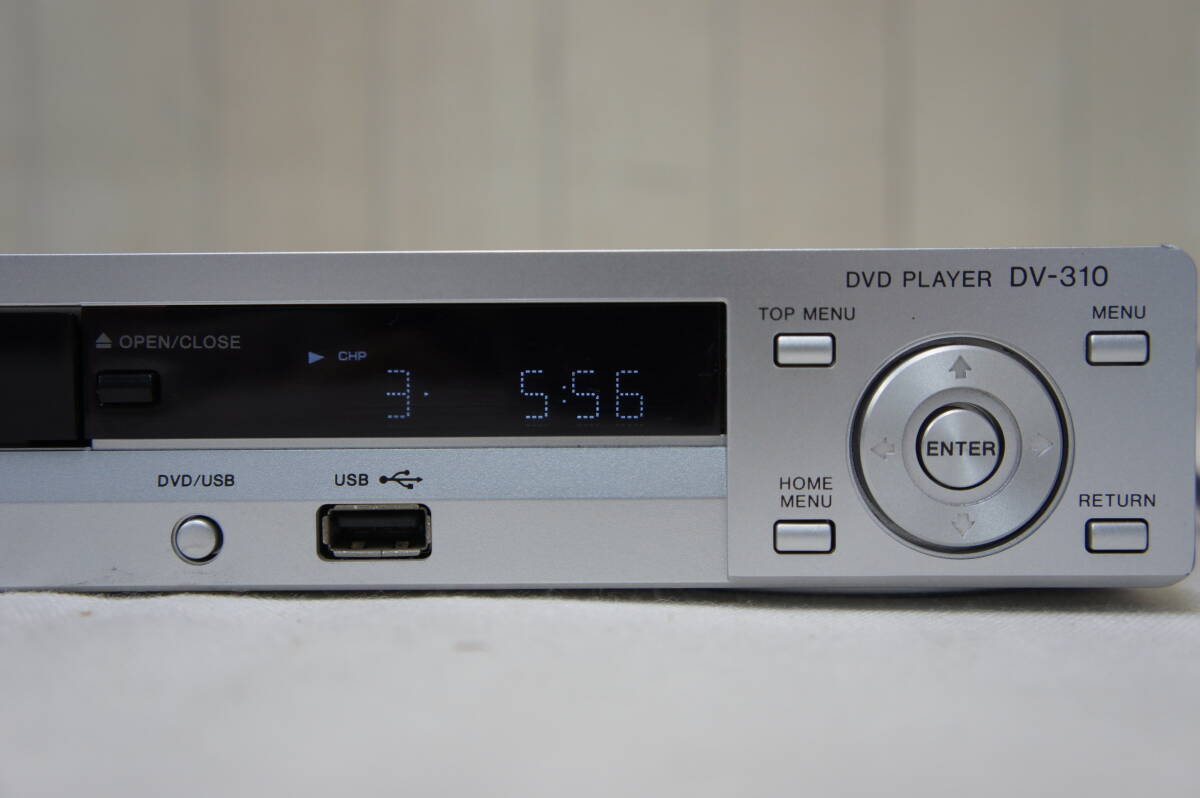 DVD PLAYER DV-310
OPEN/CLOSE
CHP
3 5:56
TOP MENU
MENU
ENTER
DVD/USB
USB
HOME
MENU
RETURN